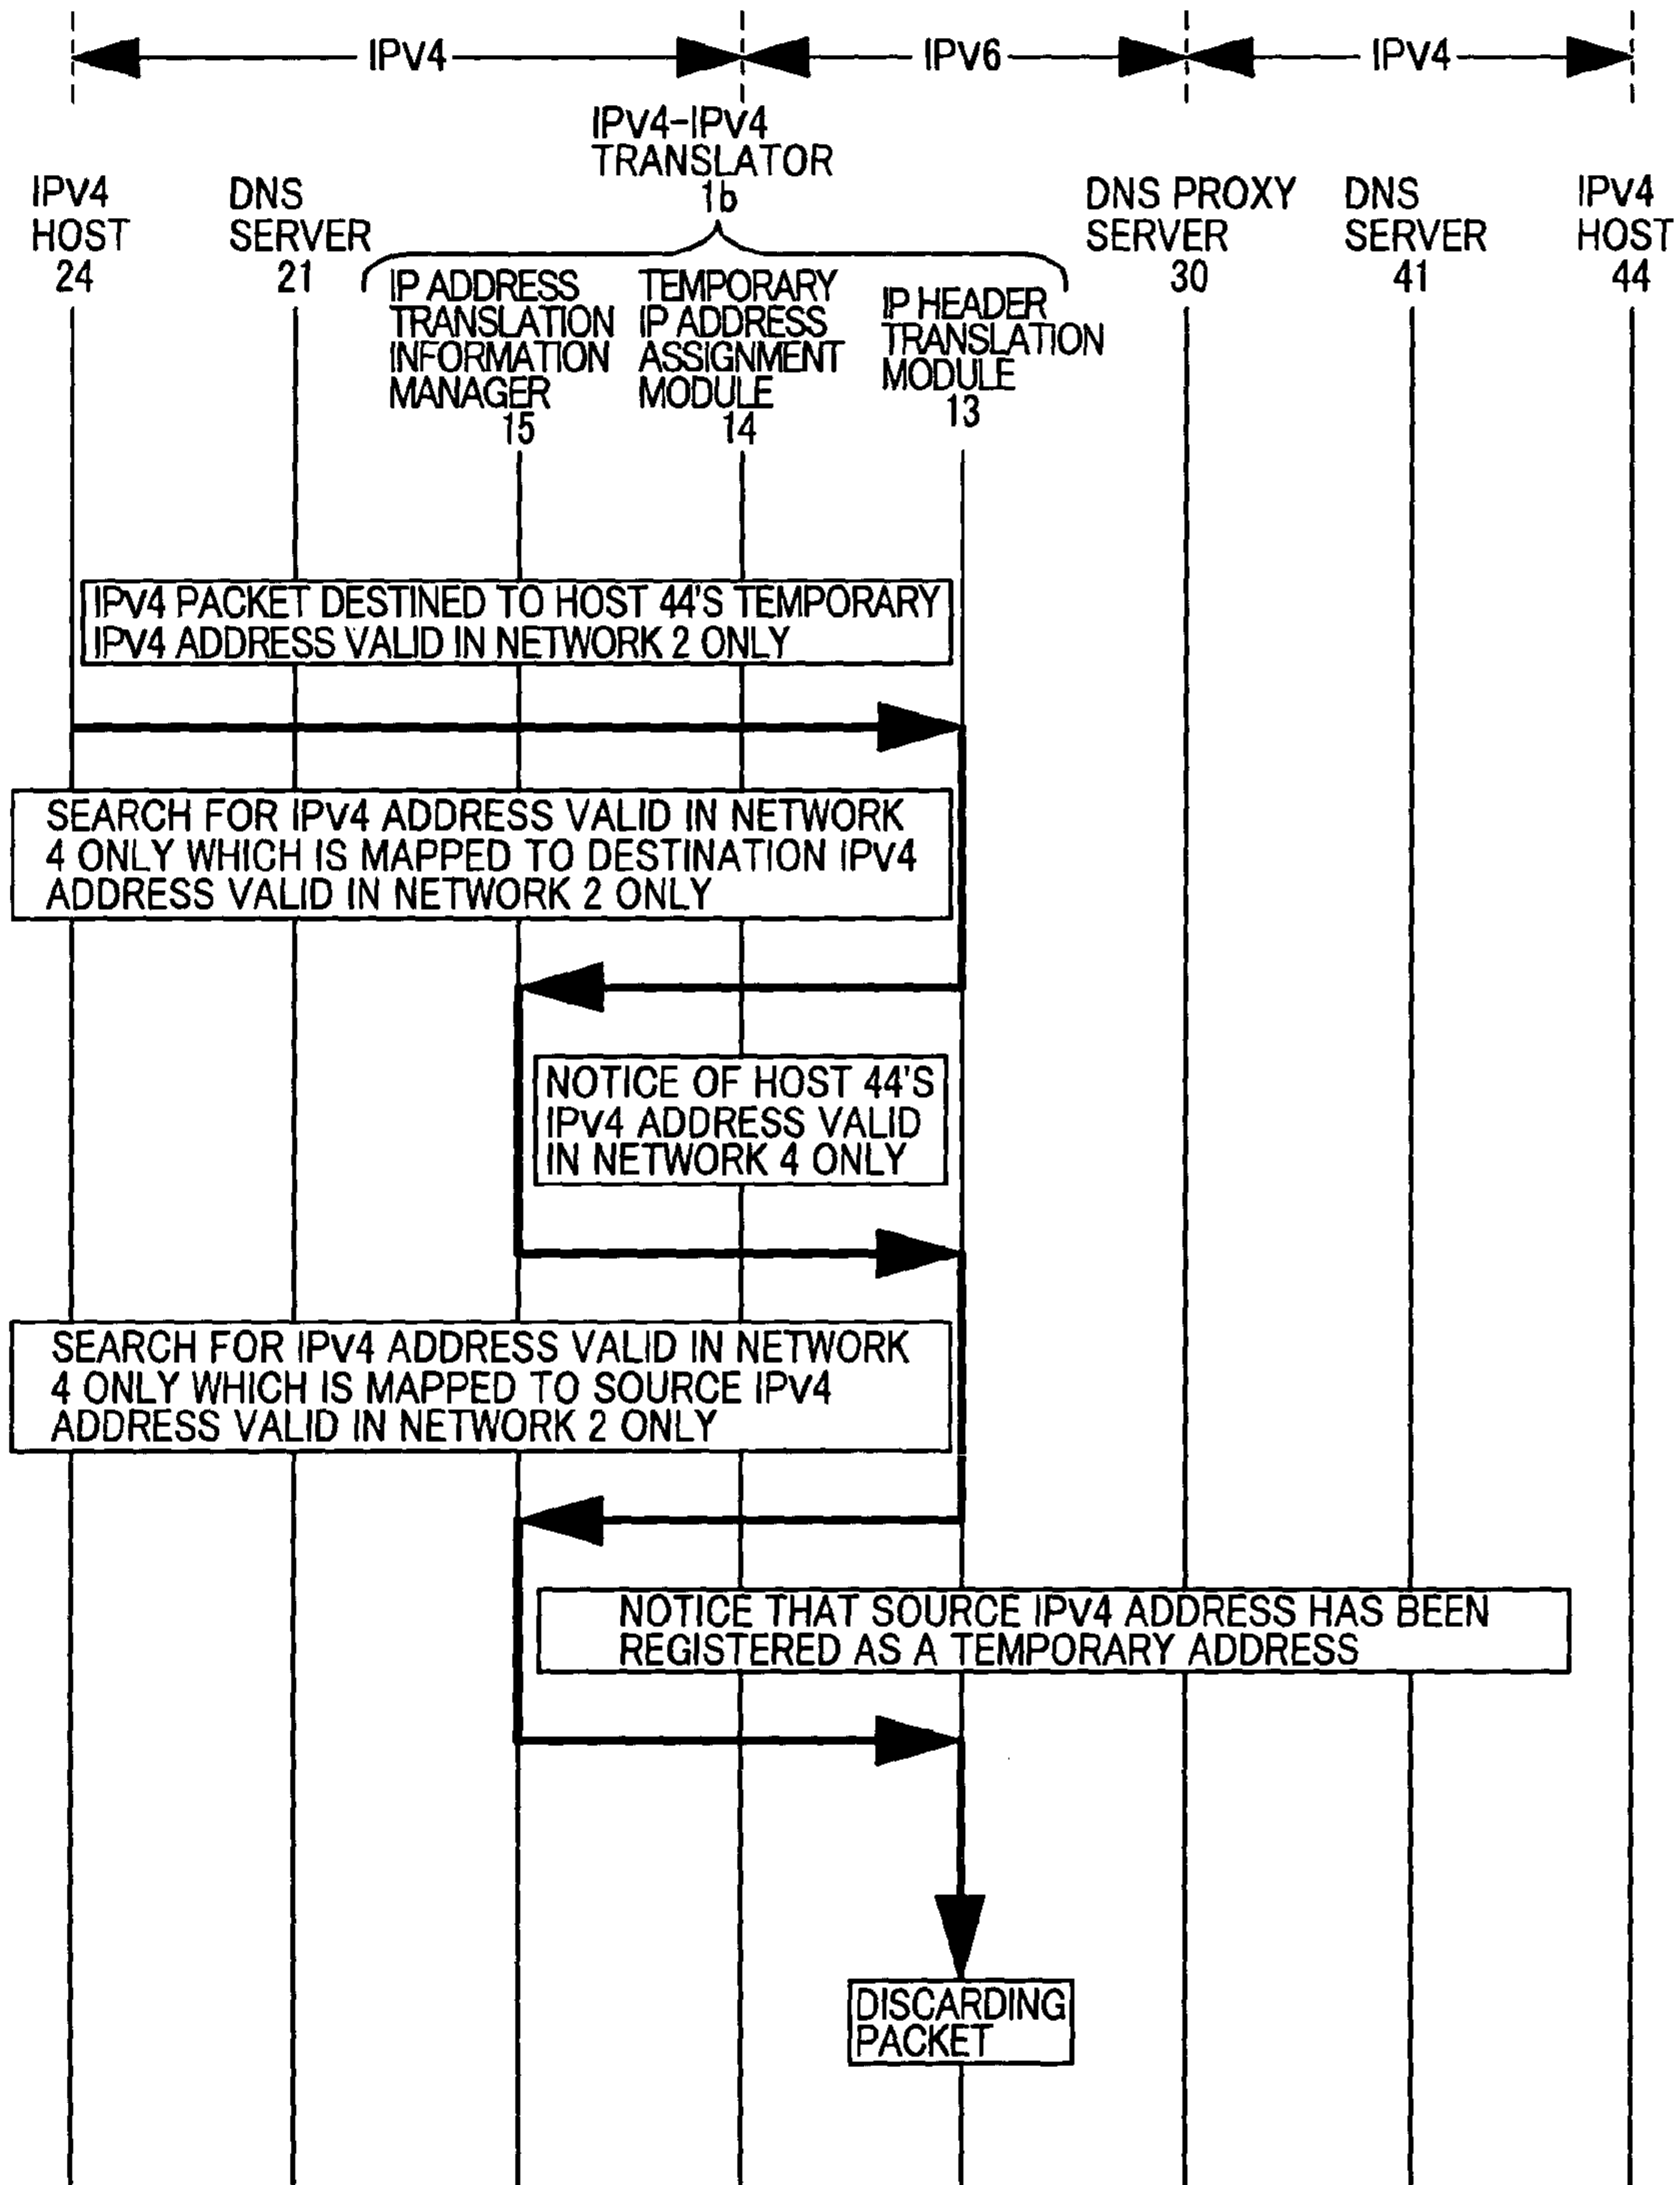 IPV4
IPV6
IPV4
IPV4-IPV4
TRANSLATOR
1b
IPV4
HOST
24
DNS
SERVER
21
IP ADDRESS
TRANSLATION
INFORMATION
MANAGER
15
TEMPORARY
IP ADDRESS
ASSIGNMENT
MODULE
14
IP HEADER
TRANSLATION
MODULE
13
DNS PROXY
SERVER
30
DNS
SERVER
41
IPV4
HOST
44
IPV4 PACKET DESTINED TO HOST 44'S TEMPORARY
IPV4 ADDRESS VALID IN NETWORK 2 ONLY
SEARCH FOR IPV4 ADDRESS VALID IN NETWORK
4 ONLY WHICH IS MAPPED TO DESTINATION IPV4
ADDRESS VALID IN NETWORK 2 ONLY
NOTICE OF HOST 44'S
IPV4 ADDRESS VALID
IN NETWORK 4 ONLY
SEARCH FOR IPV4 ADDRESS VALID IN NETWORK
4 ONLY WHICH IS MAPPED TO SOURCE IPV4
ADDRESS VALID IN NETWORK 2 ONLY
NOTICE THAT SOURCE IPV4 ADDRESS HAS BEEN
REGISTERED AS A TEMPORARY ADDRESS
DISCARDING
PACKET